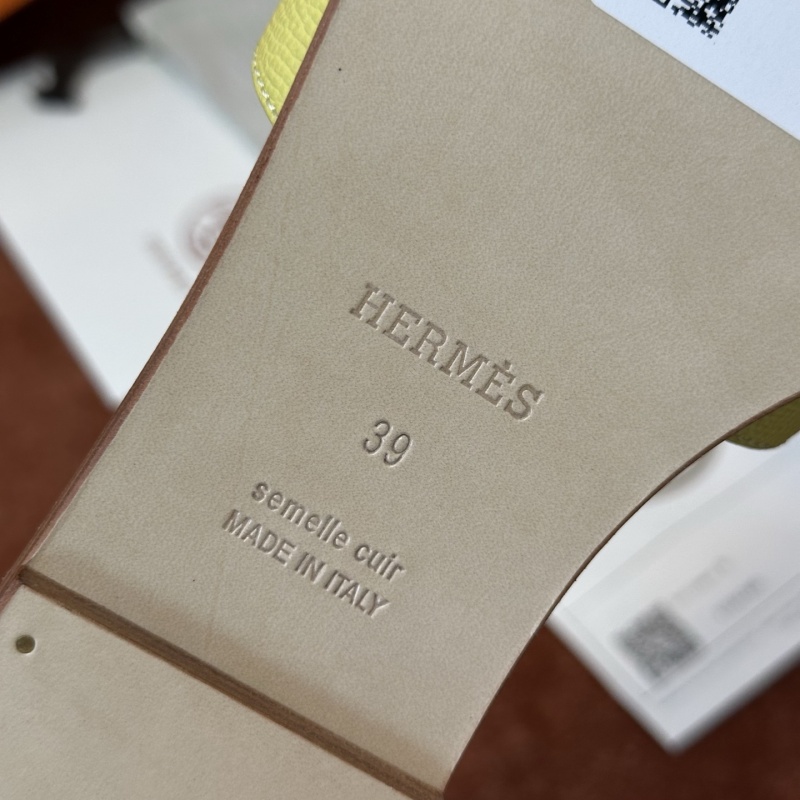 HERMÈS
39
semelle cuir
MADE IN ITALY